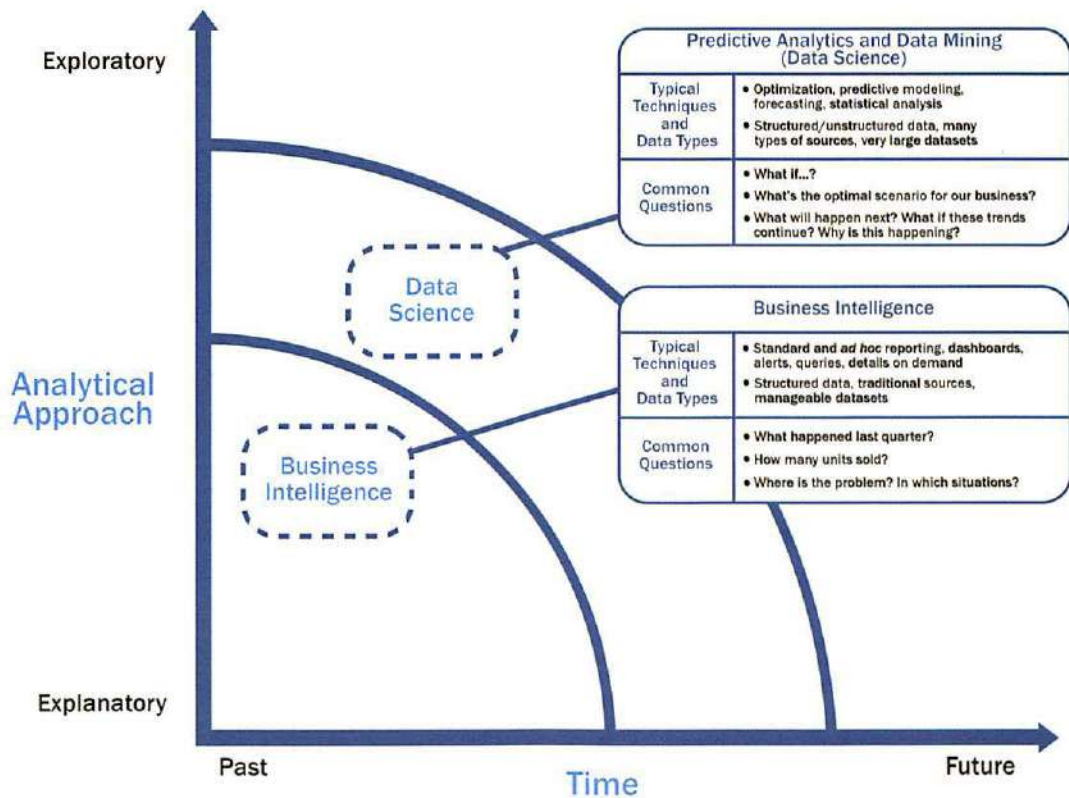 Exploratory
Analytical
Approach
Explanatory
Past
Time
Future
Data
Science
Business
Intelligence
Predictive Analytics and Data Mining
(Data Science)
Typical
Techniques
and
Data Types
• Optimization, predictive modeling,
forecasting, statistical analysis
• Structured/unstructured data, many
types of sources, very large datasets
Common
Questions
• What if...?
• What's the optimal scenario for our business?
• What will happen next? What if these trends
continue? Why is this happening?
Business Intelligence
Typical
Techniques
and
Data Types
• Standard and ad hoc reporting, dashboards,
alerts, queries, details on demand
• Structured data, traditional sources,
manageable datasets
Common
Questions
• What happened last quarter?
• How many units sold?
• Where is the problem? In which situations?